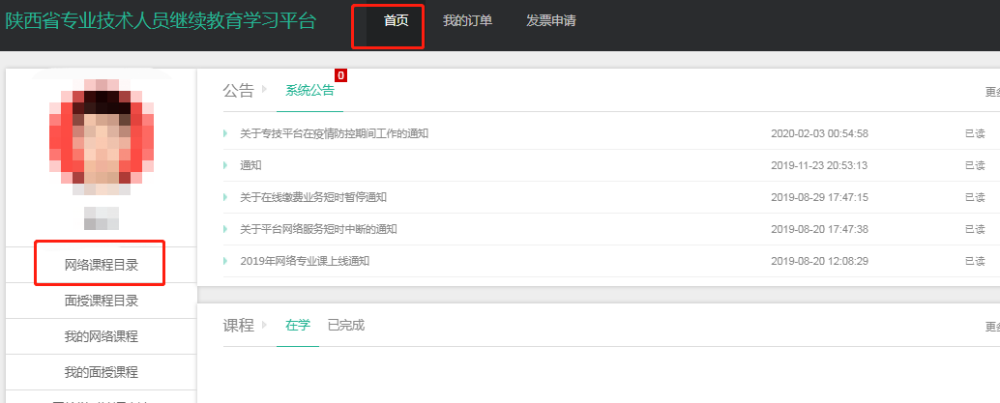 陕西省专业技术人员继续教育学习平台 首页 我的订单 发票申请
公告 系统公告 0
关于专技平台在疫情防控期间工作的通知 2020-02-03 00:54:58 已读
通知 2019-11-23 20:53:13 已读
关于在线缴费业务短时暂停通知 2019-08-29 17:47:15 已读
关于平台网络服务短时中断的通知 2019-08-20 17:47:38 已读
2019年网络专业课上线通知 2019-08-20 12:08:29 已读
网络课程目录
面授课程目录
我的网络课程
我的面授课程
课程 在学 已完成